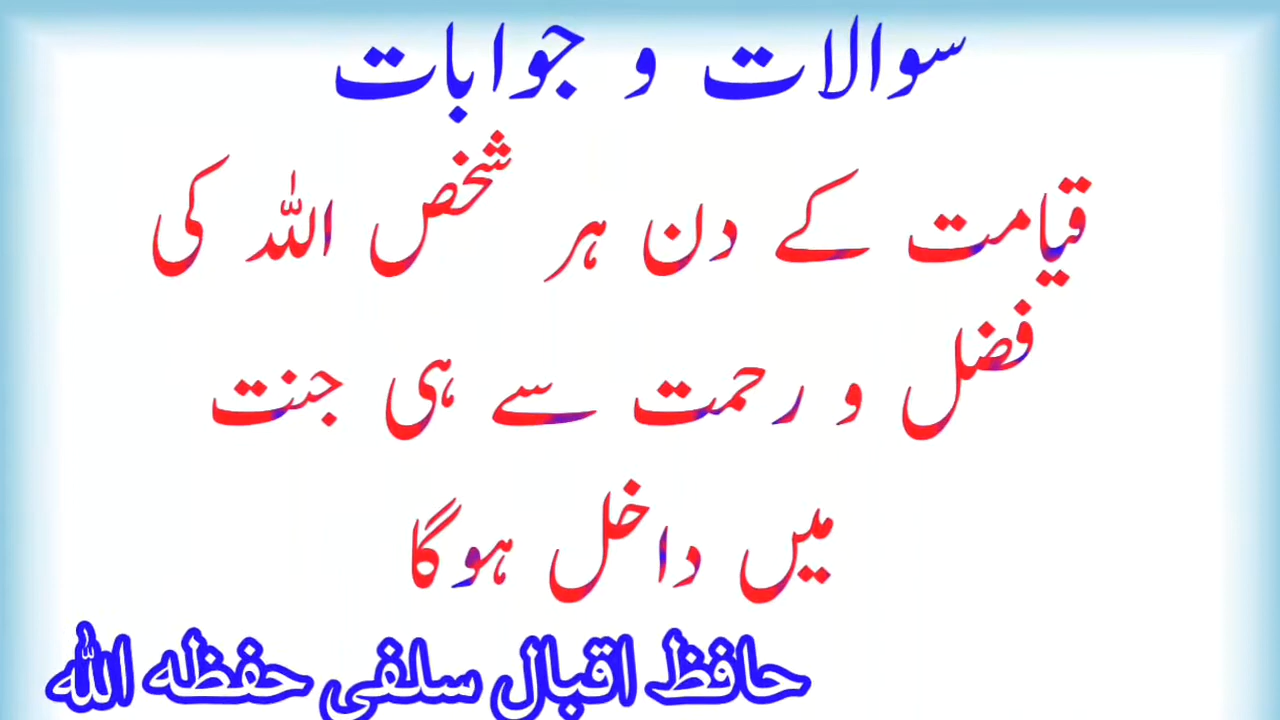 سوالات و جوابات
قیامت کے دن ہر شخص اللہ کی
فضل و رحمت سے ہی جنت
میں داخل ہوگا
حافظ اقبال سلفی حفظہ اللہ